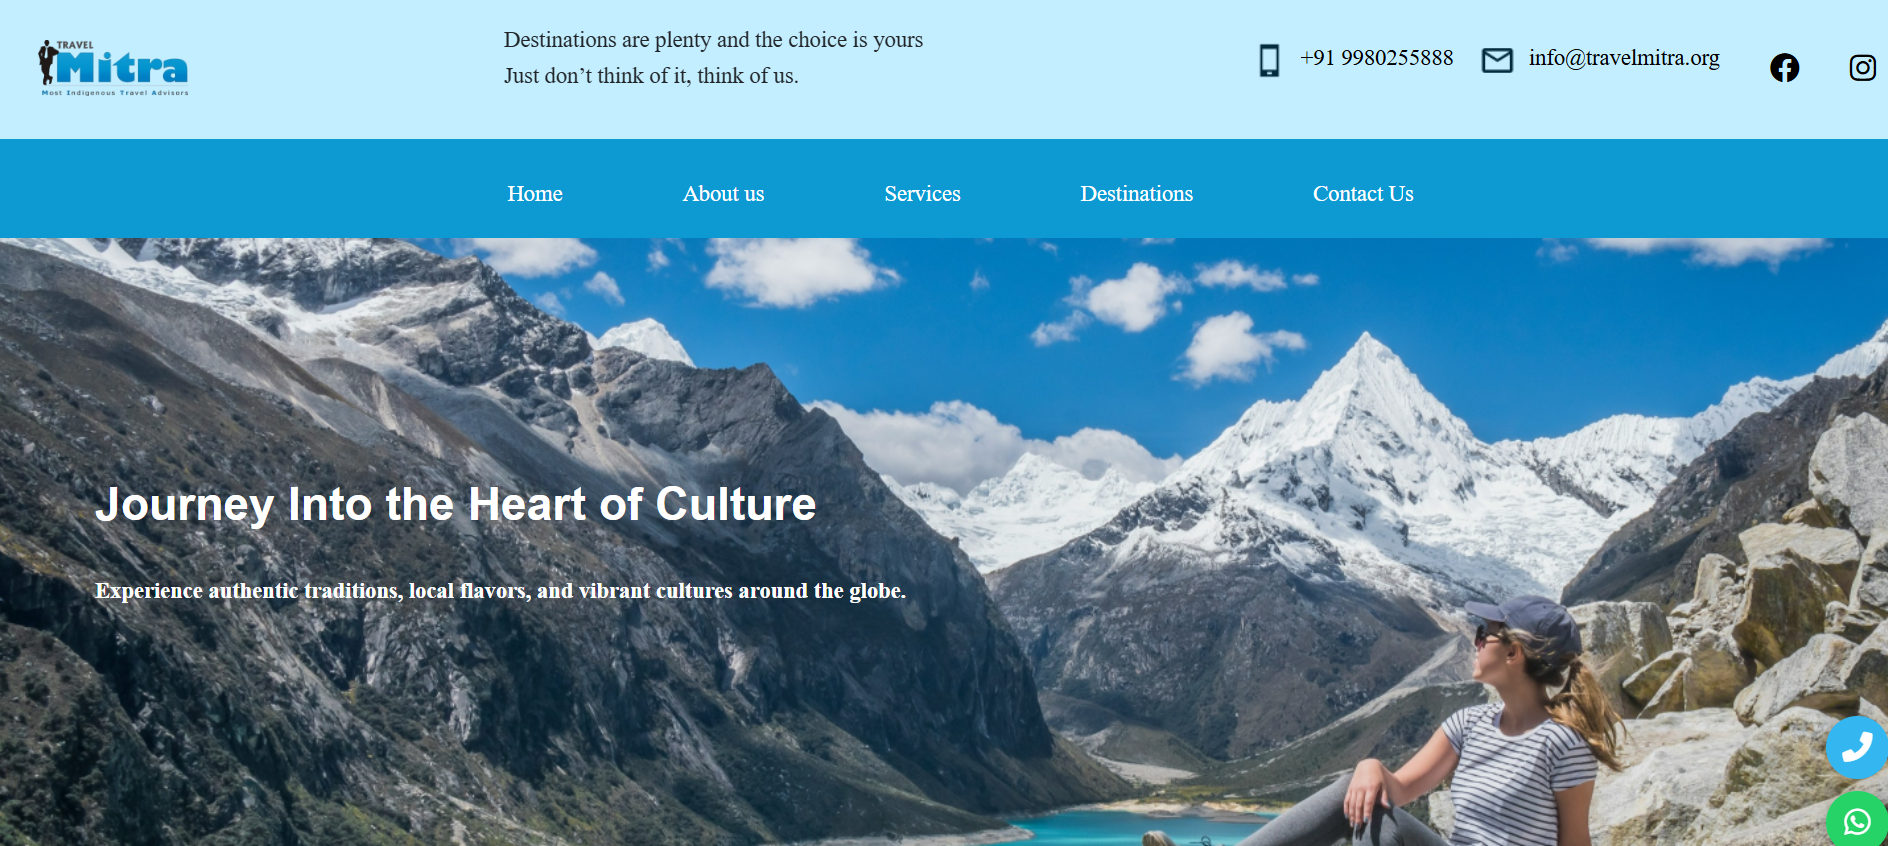 TRAVEL
Mitra
Most Indigenous Travel Advisors
Destinations are plenty and the choice is yours
Just don’t think of it, think of us.
+91 9980255888
info@travelmitra.org
Home
About us
Services
Destinations
Contact Us
Journey Into the Heart of Culture
Experience authentic traditions, local flavors, and vibrant cultures around the globe.